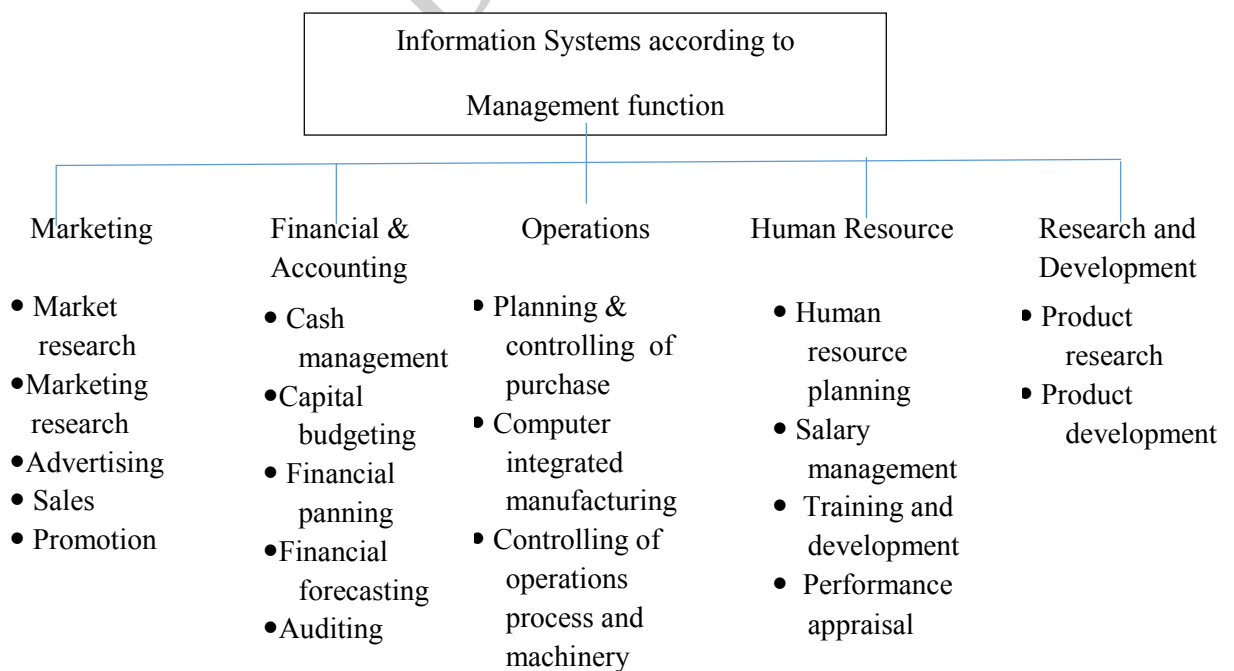 Information Systems according to
Management function
Marketing
• Market
research
•Marketing
research
•Advertising
• Sales
• Promotion
Financial &
Accounting
• Cash
management
•Capital
budgeting
• Financial
panning
•Financial
forecasting
•Auditing
Operations
• Planning &
controlling of
purchase
• Computer
integrated
manufacturing
• Controlling of
operations
process and
machinery
Human Resource
• Human
resource
planning
• Salary
management
• Training and
development
• Performance
appraisal
Research and
Development
• Product
research
• Product
development